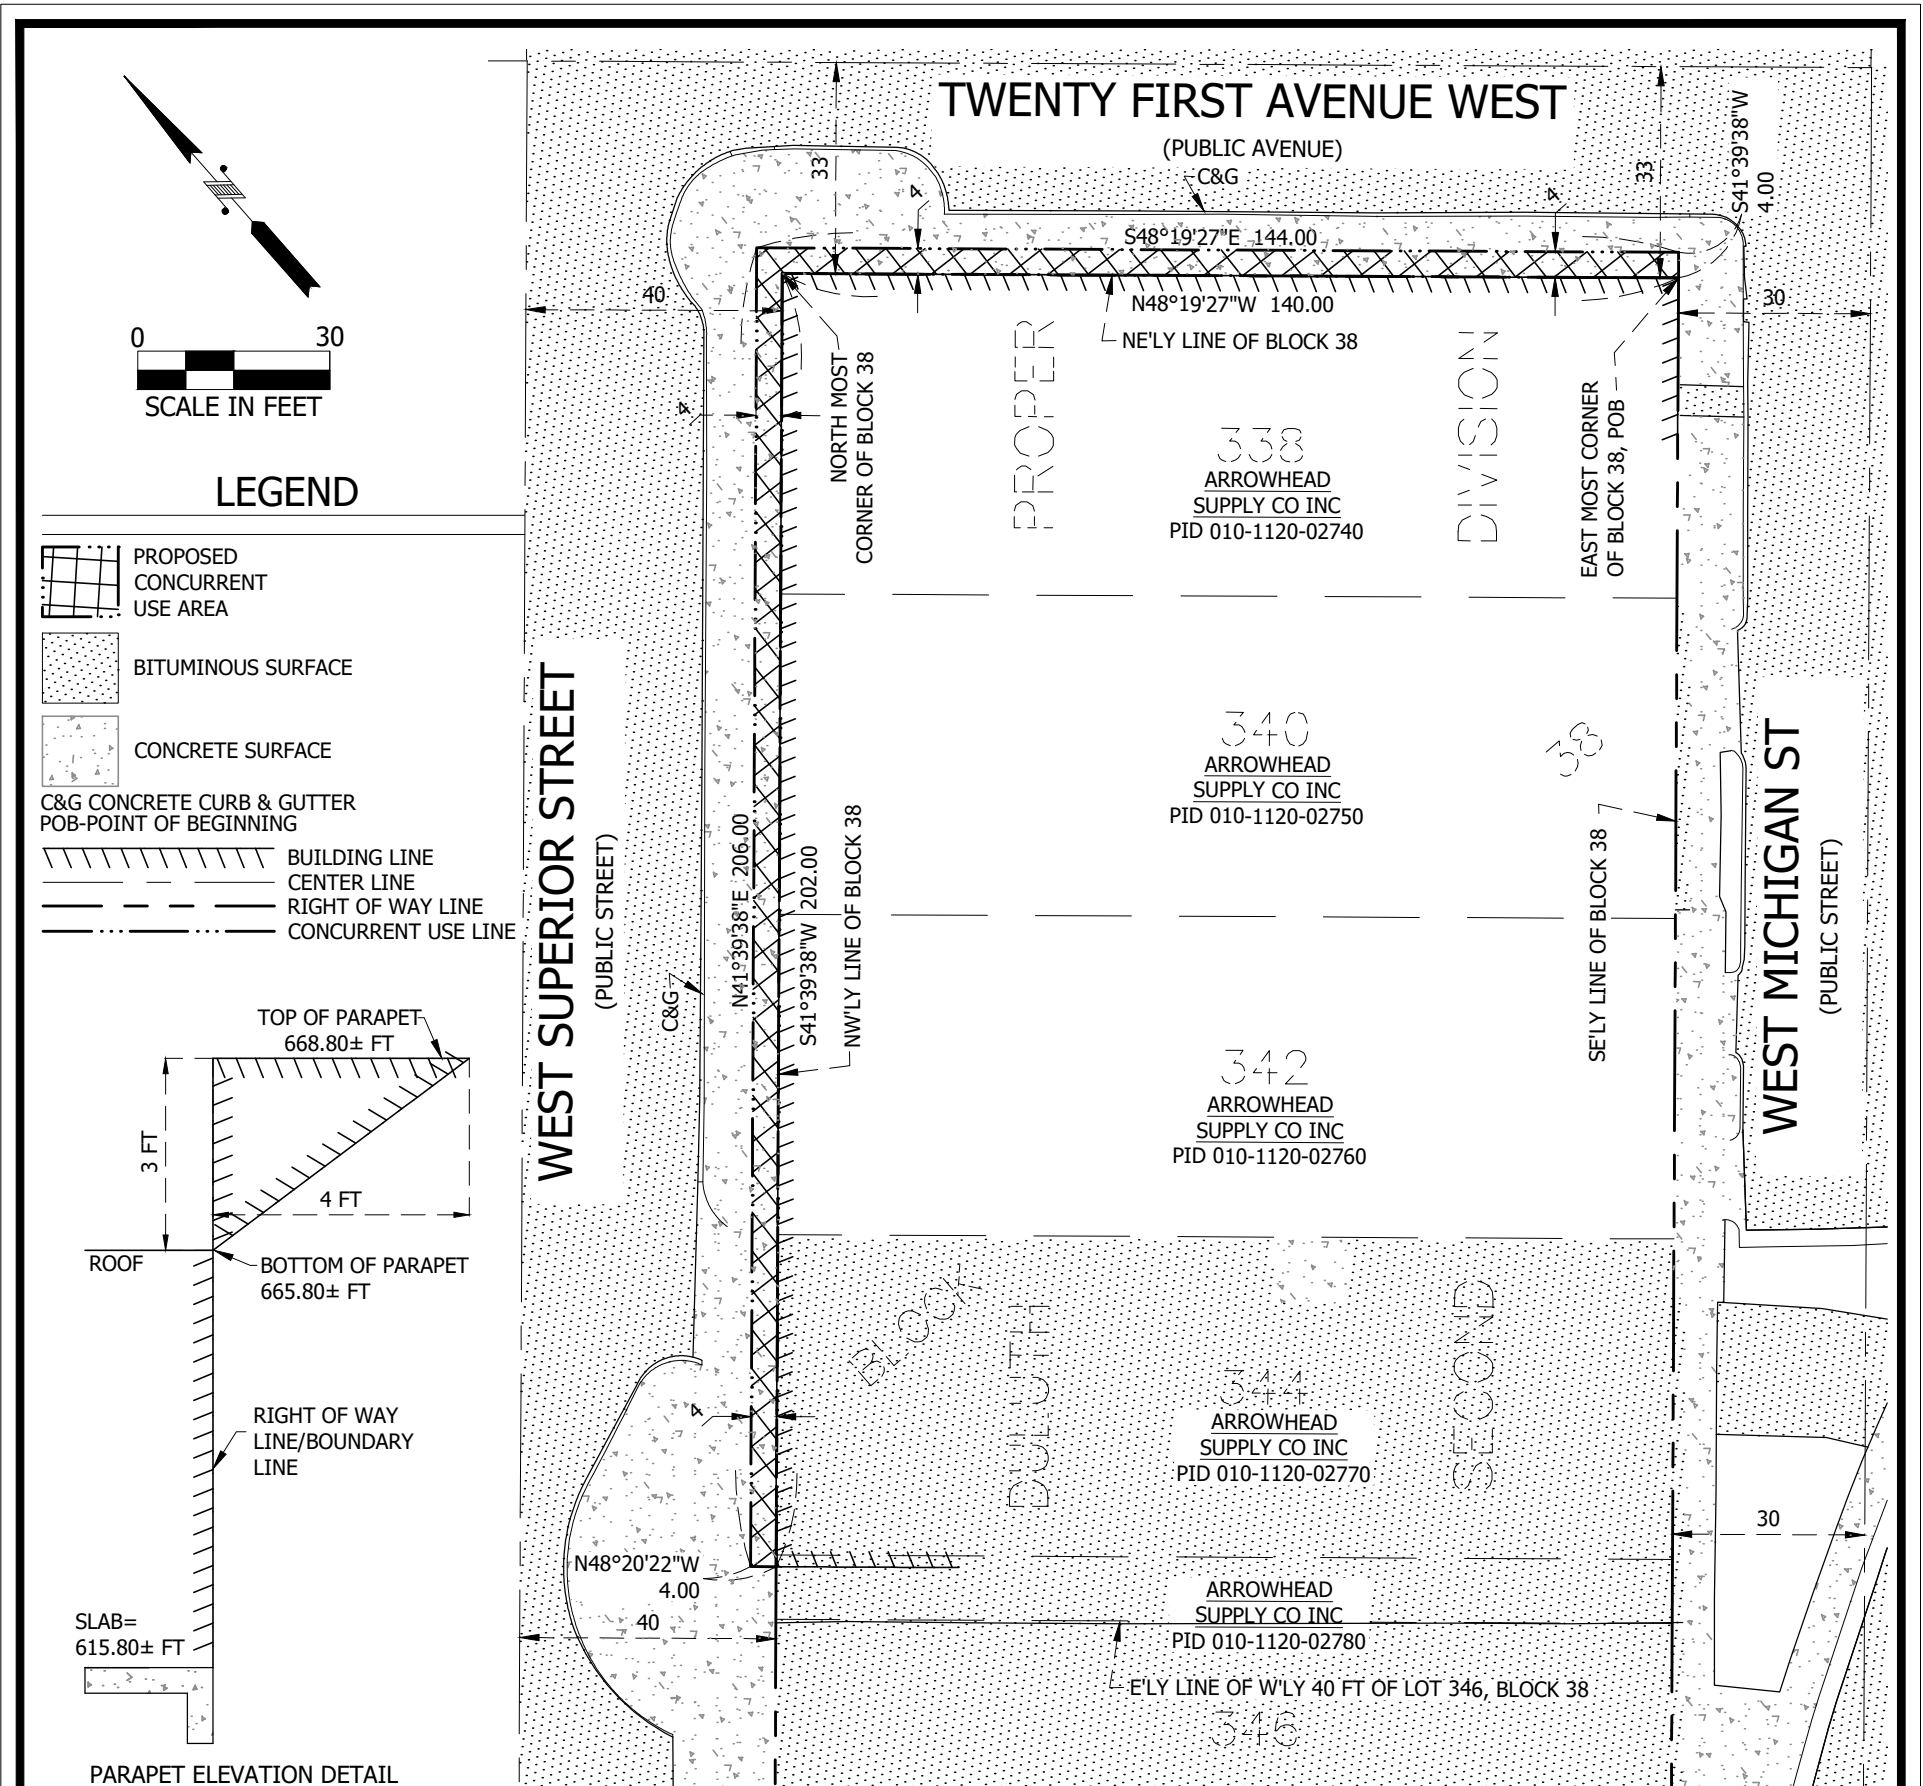 TWENTY FIRST AVENUE WEST
(PUBLIC AVENUE)
C&G
33
33
4
4
S41°39'38"W
4.00
S48°19'27"E 144.00
N48°19'27"W 140.00
NE'LY LINE OF BLOCK 38
40
30
0 30
SCALE IN FEET
LEGEND
PROPOSED
CONCURRENT
USE AREA
BITUMINOUS SURFACE
CONCRETE SURFACE
C&G CONCRETE CURB & GUTTER
POB-POINT OF BEGINNING
BUILDING LINE
CENTER LINE
RIGHT OF WAY LINE
CONCURRENT USE LINE
TOP OF PARAPET
668.80± FT
3 FT
4 FT
ROOF
BOTTOM OF PARAPET
665.80± FT
RIGHT OF WAY
LINE/BOUNDARY
LINE
SLAB=
615.80± FT
PARAPET ELEVATION DETAIL
WEST SUPERIOR STREET
(PUBLIC STREET)
C&G
4
N41°39'38"E 206.00
S41°39'38"W 202.00
NW'LY LINE OF BLOCK 38
NORTH MOST
CORNER OF BLOCK 38
PROPER
DIVISION
EAST MOST CORNER
OF BLOCK 38, POB
338
ARROWHEAD
SUPPLY CO INC
PID 010-1120-02740
340
ARROWHEAD
SUPPLY CO INC
PID 010-1120-02750
38
SE'LY LINE OF BLOCK 38
WEST MICHIGAN ST
(PUBLIC STREET)
342
ARROWHEAD
SUPPLY CO INC
PID 010-1120-02760
BLOCK
DULUTH
SECOND
344
ARROWHEAD
SUPPLY CO INC
PID 010-1120-02770
4
30
N48°20'22"W
4.00
40
ARROWHEAD
SUPPLY CO INC
PID 010-1120-02780
E'LY LINE OF W'LY 40 FT OF LOT 346, BLOCK 38
346